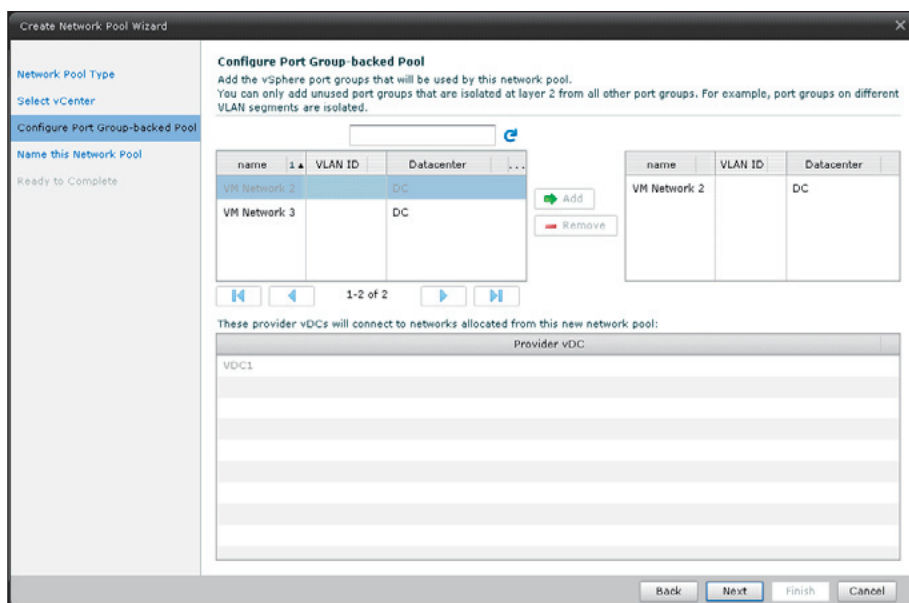 Create Network Pool Wizard
Network Pool Type
Select vCenter
Configure Port Group-backed Pool
Name this Network Pool
Ready to Complete
Configure Port Group-backed Pool
Add the vSphere port groups that will be used by this network pool.
You can only add unused port groups that are isolated at layer 2 from all other port groups. For example, port groups on different
VLAN segments are isolated.
name 1 ▲ VLAN ID Datacenter ...
VM Network 2 DC
VM Network 3 DC
Add
Remove
name VLAN ID Datacenter
VM Network 2 DC
1-2 of 2
These provider vDCs will connect to networks allocated from this new network pool:
Provider vDC
VDC1
Back Next Finish Cancel